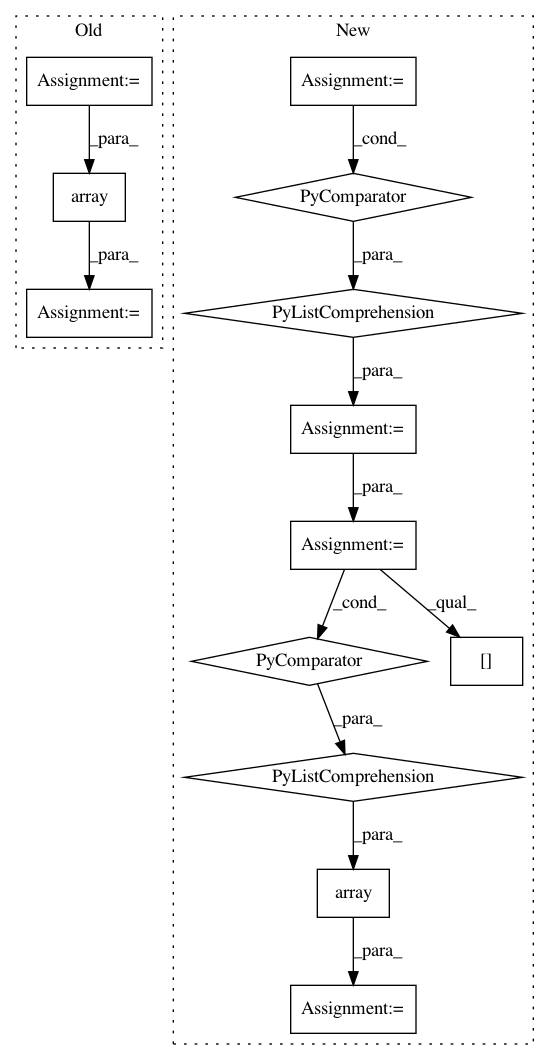 Old
New
Assignment:=
Assignment:=
_para_
_cond_
array
PyComparator
_para_
_para_
Assignment:=
PyListComprehension
_para_
Assignment:=
_para_
Assignment:=
_cond_
_qual_
PyComparator
[]
_para_
PyListComprehension
_para_
array
_para_
Assignment:=